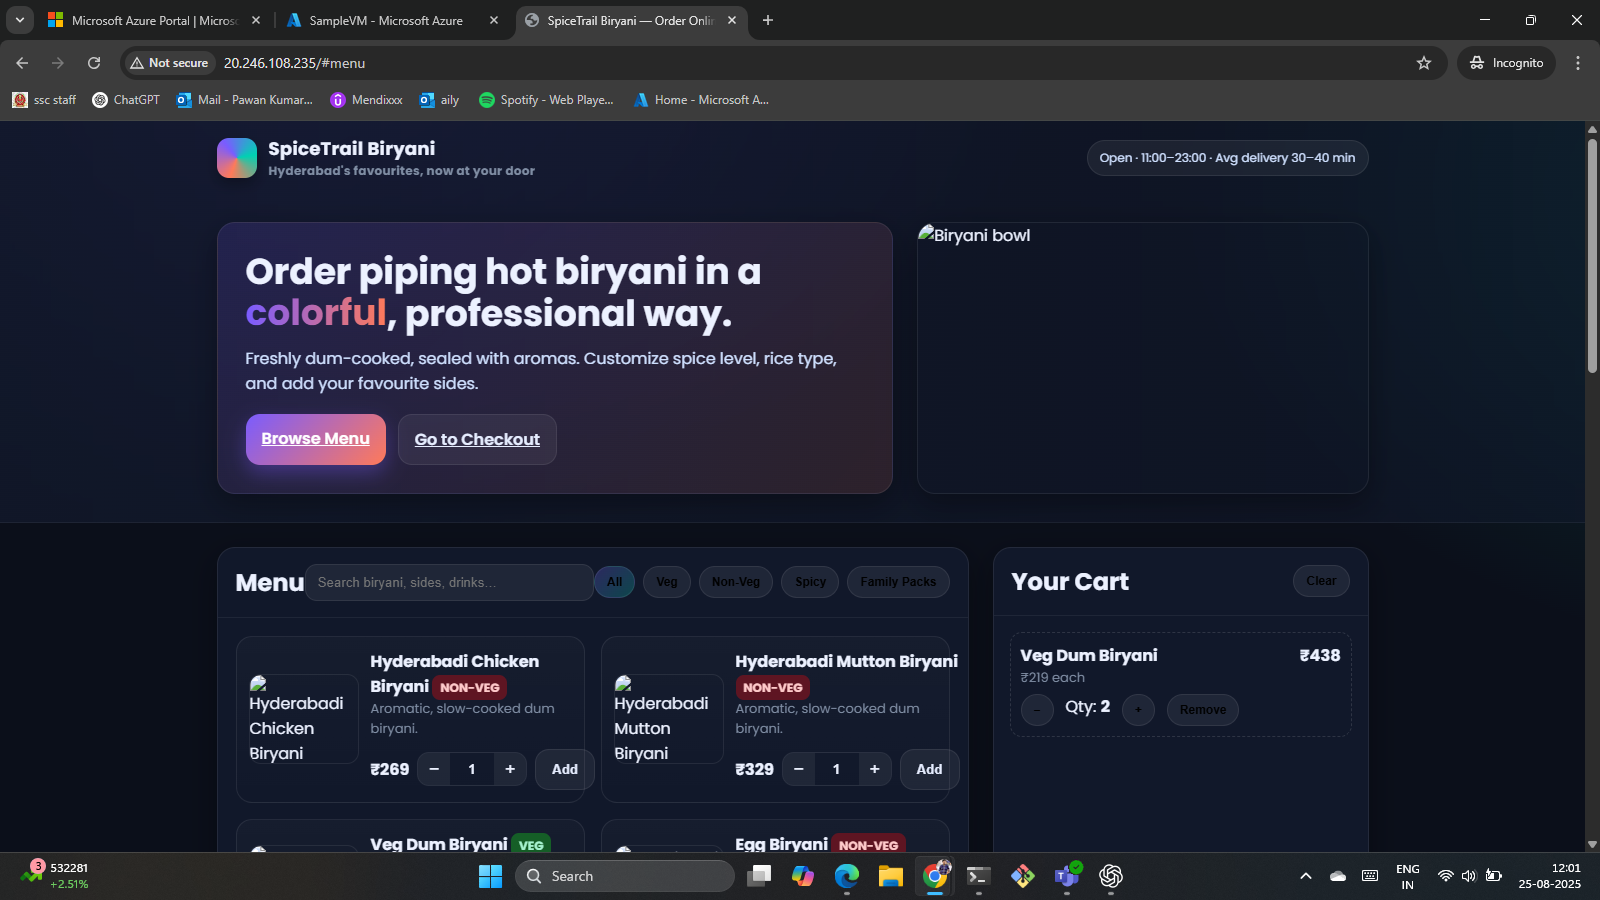 Microsoft Azure Portal | Micros
SampleVM - Microsoft Azure
SpiceTrail Biryani — Order Onli
Not secure
20.246.108.235/#menu
Incognito
ssc staff
ChatGPT
Mail - Pawan Kumar...
Mendixxx
aily
Spotify - Web Playe...
Home - Microsoft A...
SpiceTrail Biryani
Hyderabad's favourites, now at your door
Open · 11:00–23:00 · Avg delivery 30–40 min
Order piping hot biryani in a
colorful, professional way.
Freshly dum-cooked, sealed with aromas. Customize spice level, rice type,
and add your favourite sides.
Browse Menu
Go to Checkout
Biryani bowl
Menu
Search biryani, sides, drinks...
All
Veg
Non-Veg
Spicy
Family Packs
Hyderabadi
Chicken
Biryani
Hyderabadi Chicken
Biryani NON-VEG
Aromatic, slow-cooked dum
biryani.
₹269
−
1
+
Add
Hyderabadi
Mutton
Biryani
Hyderabadi Mutton Biryani
NON-VEG
Aromatic, slow-cooked dum
biryani.
₹329
−
1
+
Add
Veg Dum Biryani VEG
Egg Biryani NON-VEG
Your Cart
Clear
Veg Dum Biryani
₹438
₹219 each
−
Qty: 2
+
Remove
3
532281
+2.51%
Search
ENG
IN
12:01
25-08-2025